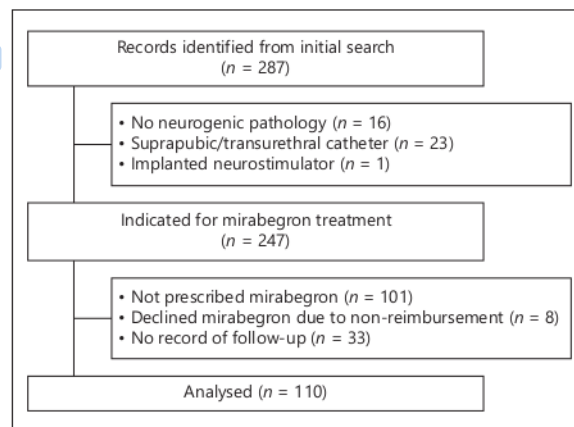 Records identified from initial search
(n = 287)
• No neurogenic pathology (n = 16)
• Suprapubic/transurethral catheter (n = 23)
• Implanted neurostimulator (n = 1)
Indicated for mirabegron treatment
(n = 247)
• Not prescribed mirabegron (n = 101)
• Declined mirabegron due to non-reimbursement (n = 8)
• No record of follow-up (n = 33)
Analysed (n = 110)